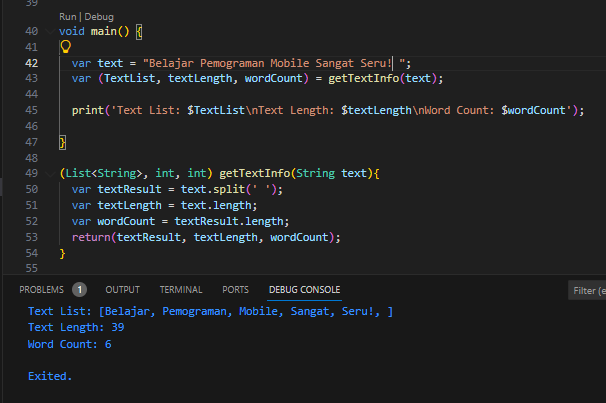 39
Run | Debug
40 void main() {
41
42 var text = "Belajar Pemograman Mobile Sangat Seru! ";
43 var (TextList, textLength, wordCount) = getTextInfo(text);
44
45 print('Text List: $TextList\nText Length: $textLength\nWord Count: $wordCount');
46
47 }
48
49 (List<String>, int, int) getTextInfo(String text){
50 var textResult = text.split(' ');
51 var textLength = text.length;
52 var wordCount = textResult.length;
53 return(textResult, textLength, wordCount);
54 }
55
PROBLEMS 1 OUTPUT TERMINAL PORTS DEBUG CONSOLE Filter (e
Text List: [Belajar, Pemograman, Mobile, Sangat, Seru!, ]
Text Length: 39
Word Count: 6
Exited.